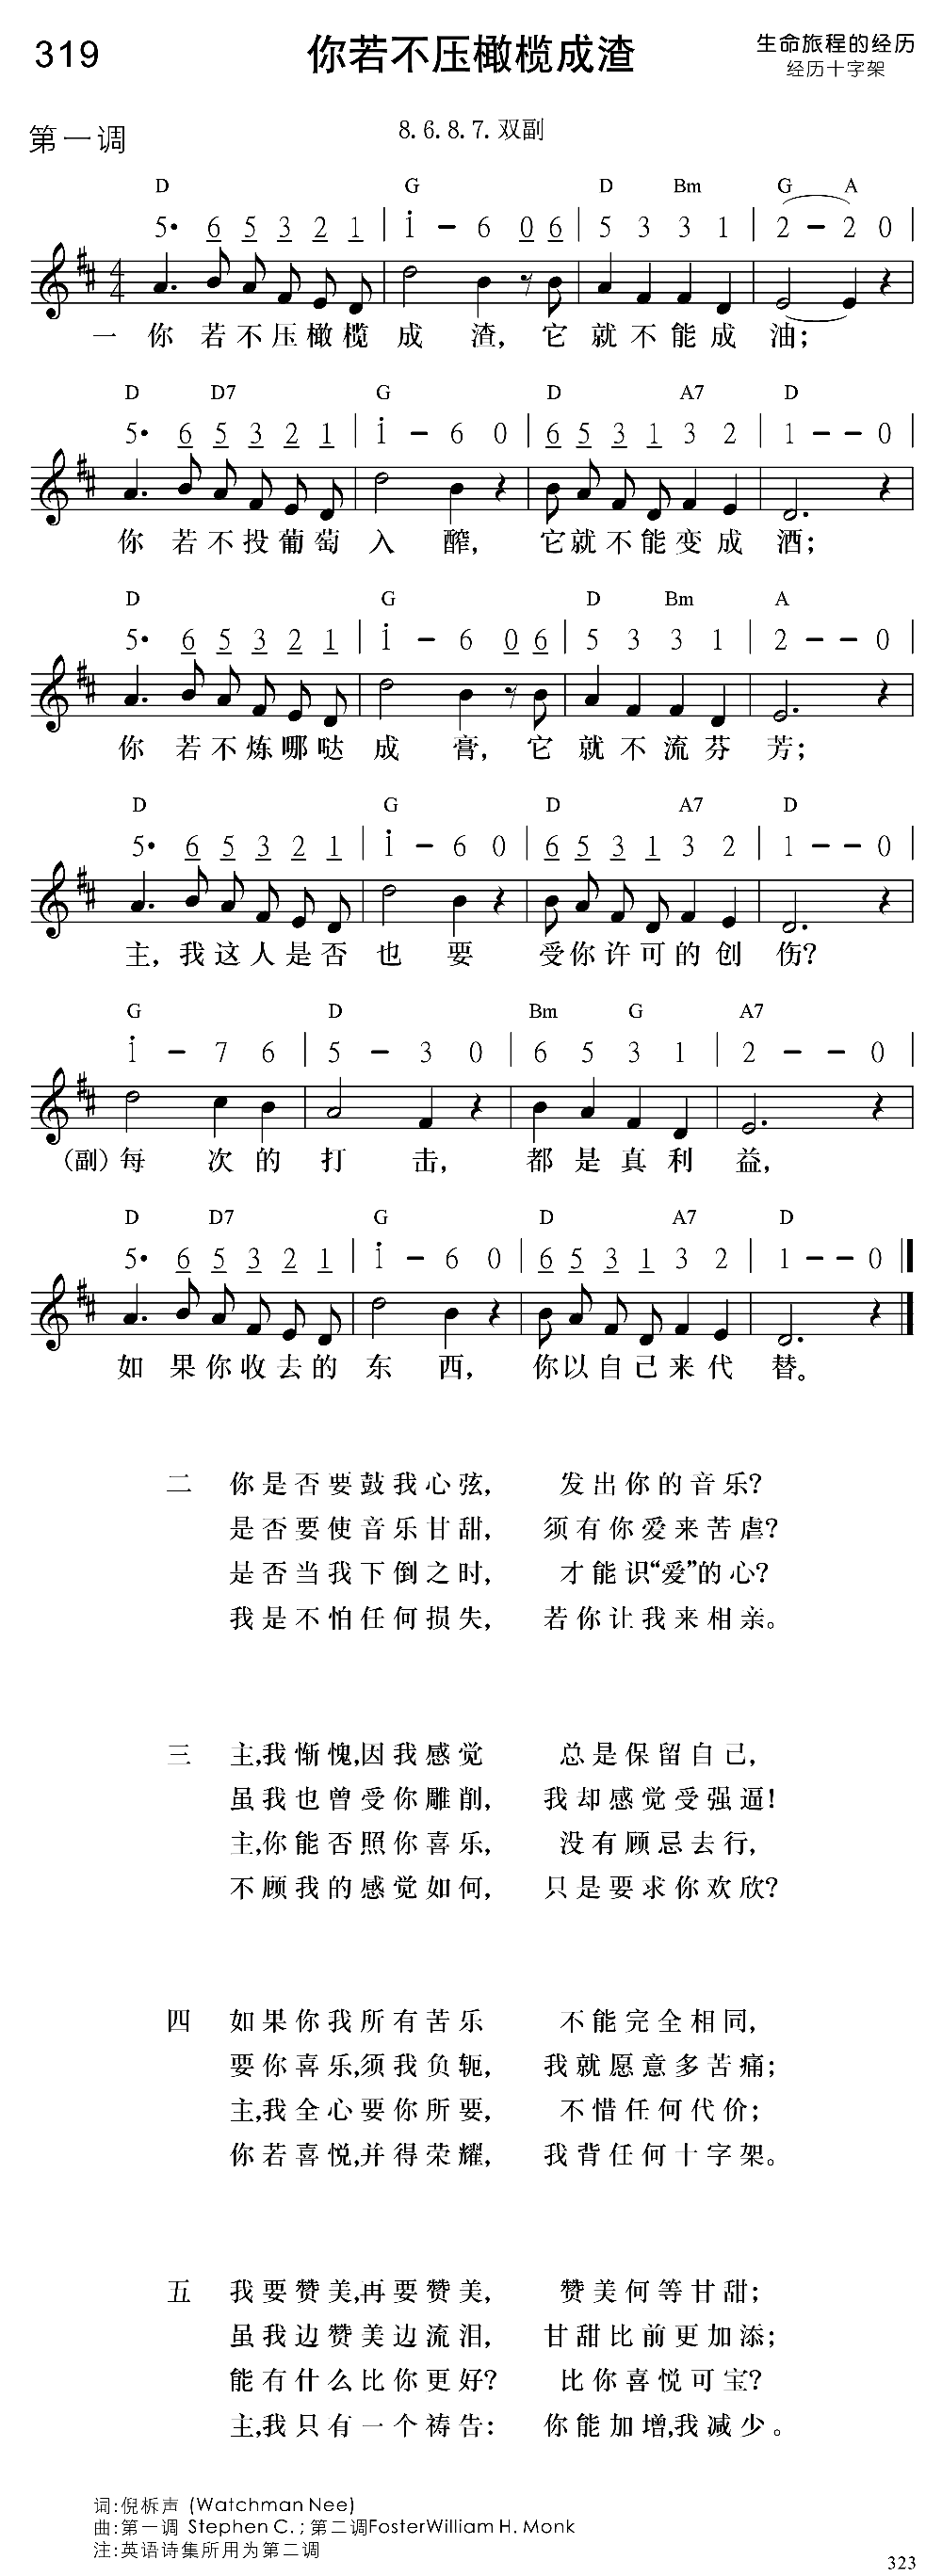 319 你若不压橄榄成渣 生命旅程的经历
经历十字架
第一调 8.6.8.7.双副
D G D Bm G A
5• 6 5 3 2 1 | i − 6 0 6 | 5 3 3 1 | 2 − 2 0 |
4
4
一 你 若 不 压 橄 榄 成 渣， 它 就 不 能 成 油；
D D7 G D A7 D
5• 6 5 3 2 1 | i − 6 0 | 6 5 3 1 3 2 | 1 − − 0 |
你 若 不 投 葡 萄 入 醡， 它 就 不 能 变 成 酒；
D G D Bm A
5• 6 5 3 2 1 | i − 6 0 6 | 5 3 3 1 | 2 − − 0 |
你 若 不 炼 哪 哒 成 膏， 它 就 不 流 芬 芳；
D G D A7 D
5• 6 5 3 2 1 | i − 6 0 | 6 5 3 1 3 2 | 1 − − 0 |
主， 我 这 人 是 否 也 要 受 你 许 可 的 创 伤？
G D Bm G A7
i − 7 6 | 5 − 3 0 | 6 5 3 1 | 2 − − 0 |
（副）每 次 的 打 击， 都 是 真 利 益，
D D7 G D A7 D
5• 6 5 3 2 1 | i − 6 0 | 6 5 3 1 3 2 | 1 − − 0 ‖
如 果 你 收 去 的 东 西， 你 以 自 己 来 代 替。
二 你是否要鼓我心弦， 发出你的音乐？
是否要使音乐甘甜， 须有你爱来苦虐？
是否当我下倒之时， 才能识“爱”的心？
我是不怕任何损失， 若你让我来相亲。
三 主，我惭愧，因我感觉 总是保留自己，
虽我也曾受你雕削， 我却感觉受强逼！
主，你能否照你喜乐， 没有顾忌去行，
不顾我的感觉如何， 只是要求你欢欣？
四 如果你我所有苦乐 不能完全相同，
要你喜乐，须我负轭， 我就愿意多苦痛；
主，我全心要你所要， 不惜任何代价；
你若喜悦，并得荣耀， 我背任何十字架。
五 我要赞美，再要赞美， 赞美何等甘甜；
虽我边赞美边流泪， 甘甜比前更加添；
能有什么比你更好？ 比你喜悦可宝？
主，我只有一个祷告： 你能加增，我减少。
词：倪柝声 (Watchman Nee)
曲：第一调 Stephen C.；第二调FosterWilliam H. Monk
注：英语诗集所用为第二调
323